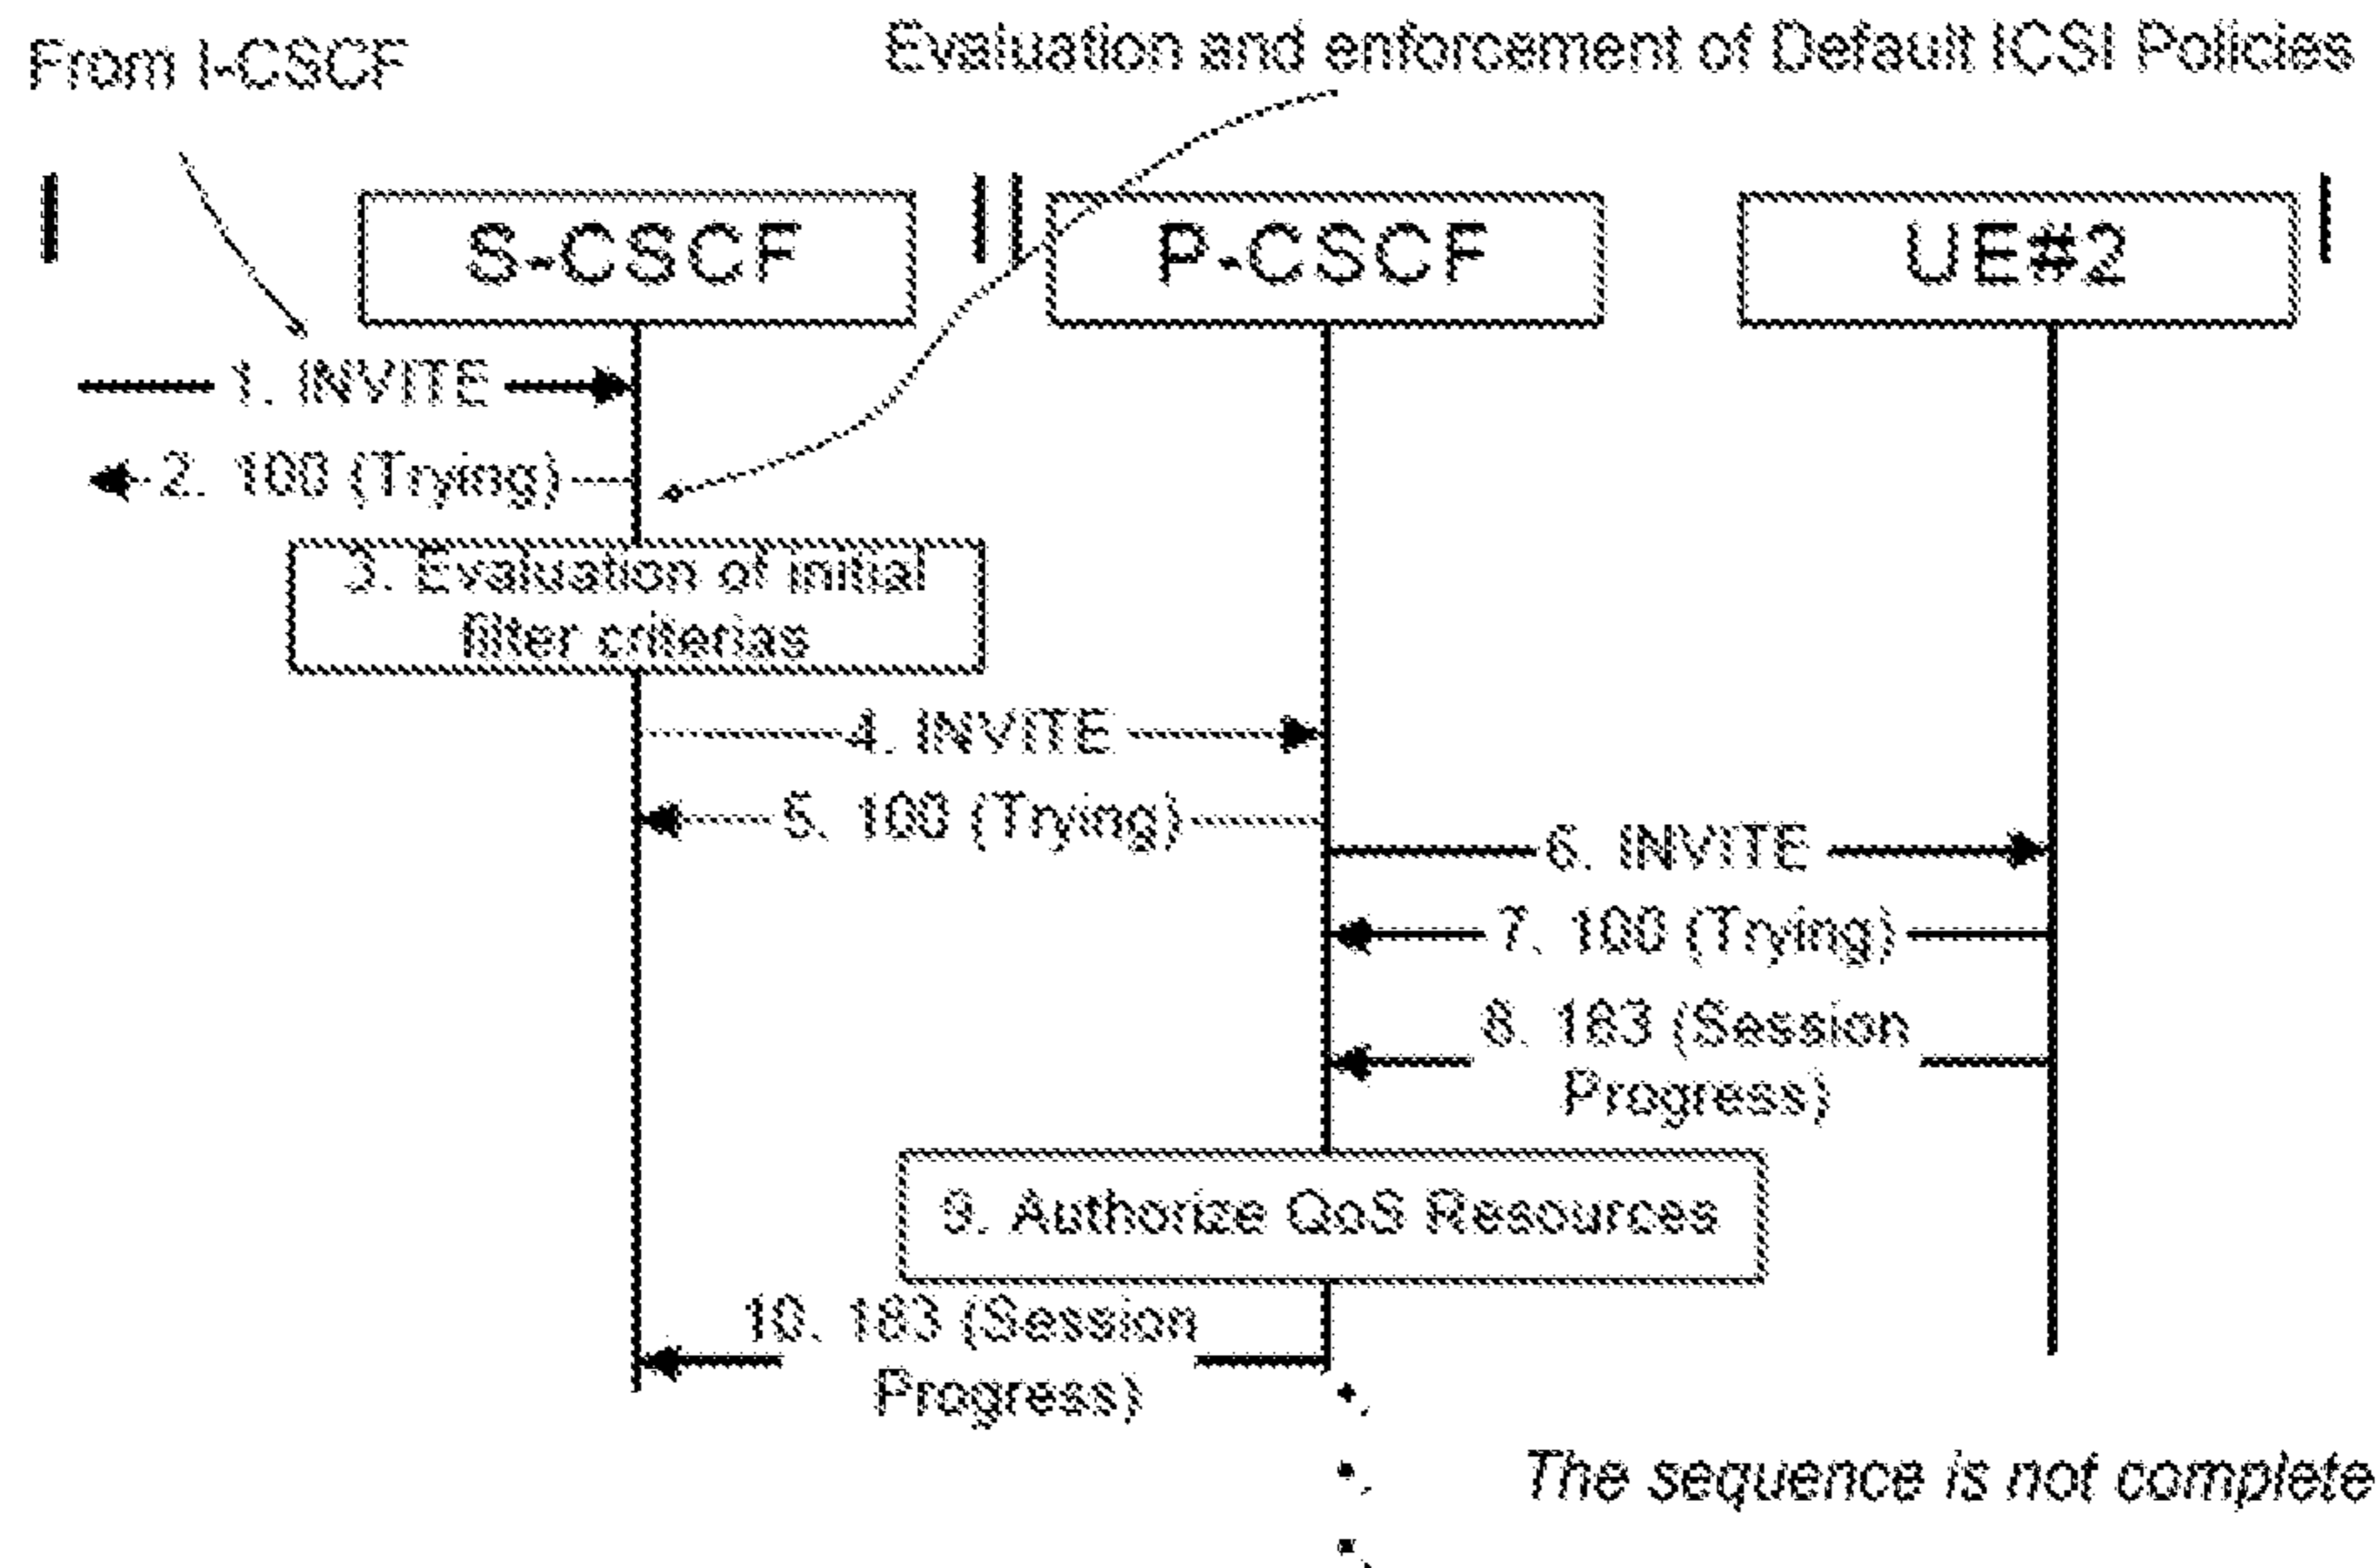 From I-CSCF
Evaluation and enforcement of Default ICSI Policies
S-CSCF
P-CSCF
UE#2
1. INVITE
2. 100 (Trying)
3. Evaluation of initial
filter criterias
4. INVITE
5. 100 (Trying)
6. INVITE
7. 100 (Trying)
8. 183 (Session
Progress)
9. Authorize QoS Resources
10. 183 (Session
Progress)
The sequence is not complete